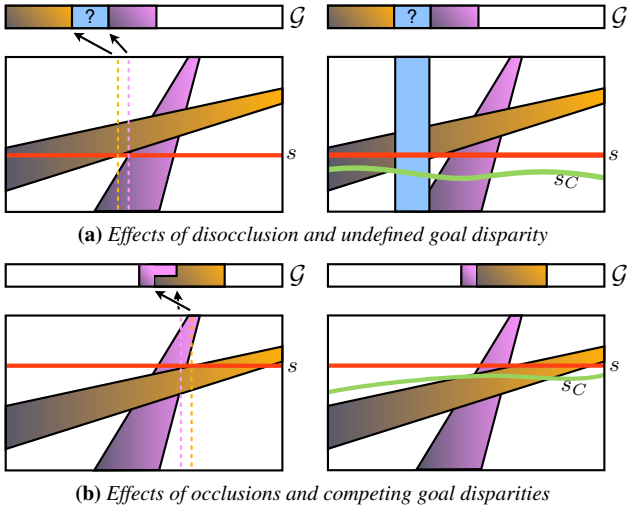 ? 𝒢 ? 𝒢
s s
s_C
(a) Effects of disocclusion and undefined goal disparity
𝒢 𝒢
s s
s_C
(b) Effects of occlusions and competing goal disparities